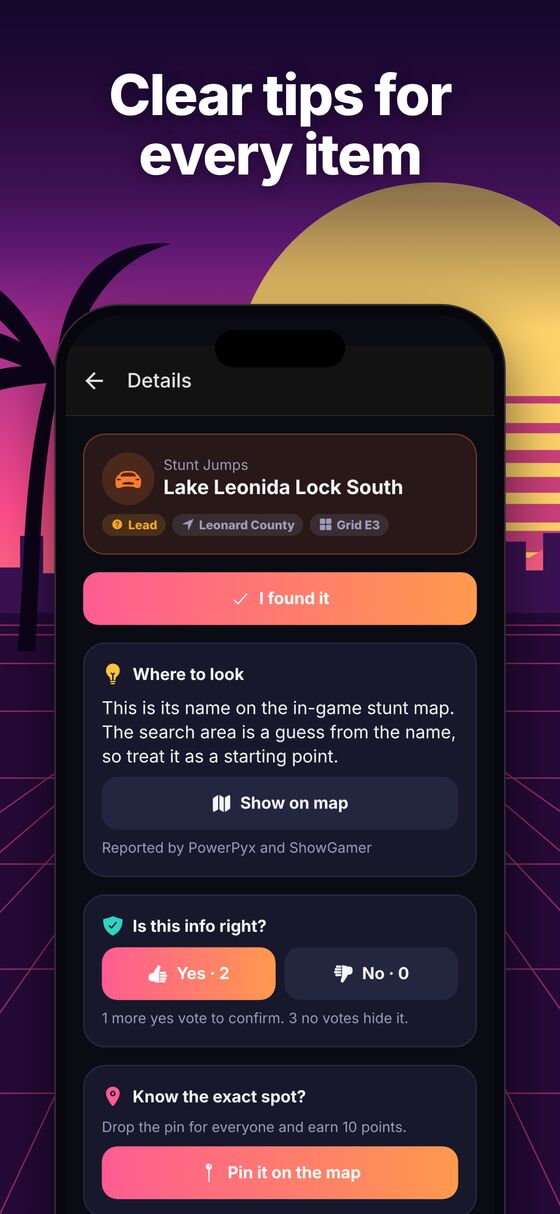 Clear tips for
every item
Details
Stunt Jumps
Lake Leonida Lock South
Lead
Leonard County
Grid E3
I found it
Where to look
This is its name on the in-game stunt map.
The search area is a guess from the name,
so treat it as a starting point.
Show on map
Reported by PowerPyx and ShowGamer
Is this info right?
Yes · 2
No · 0
1 more yes vote to confirm. 3 no votes hide it.
Know the exact spot?
Drop the pin for everyone and earn 10 points.
Pin it on the map